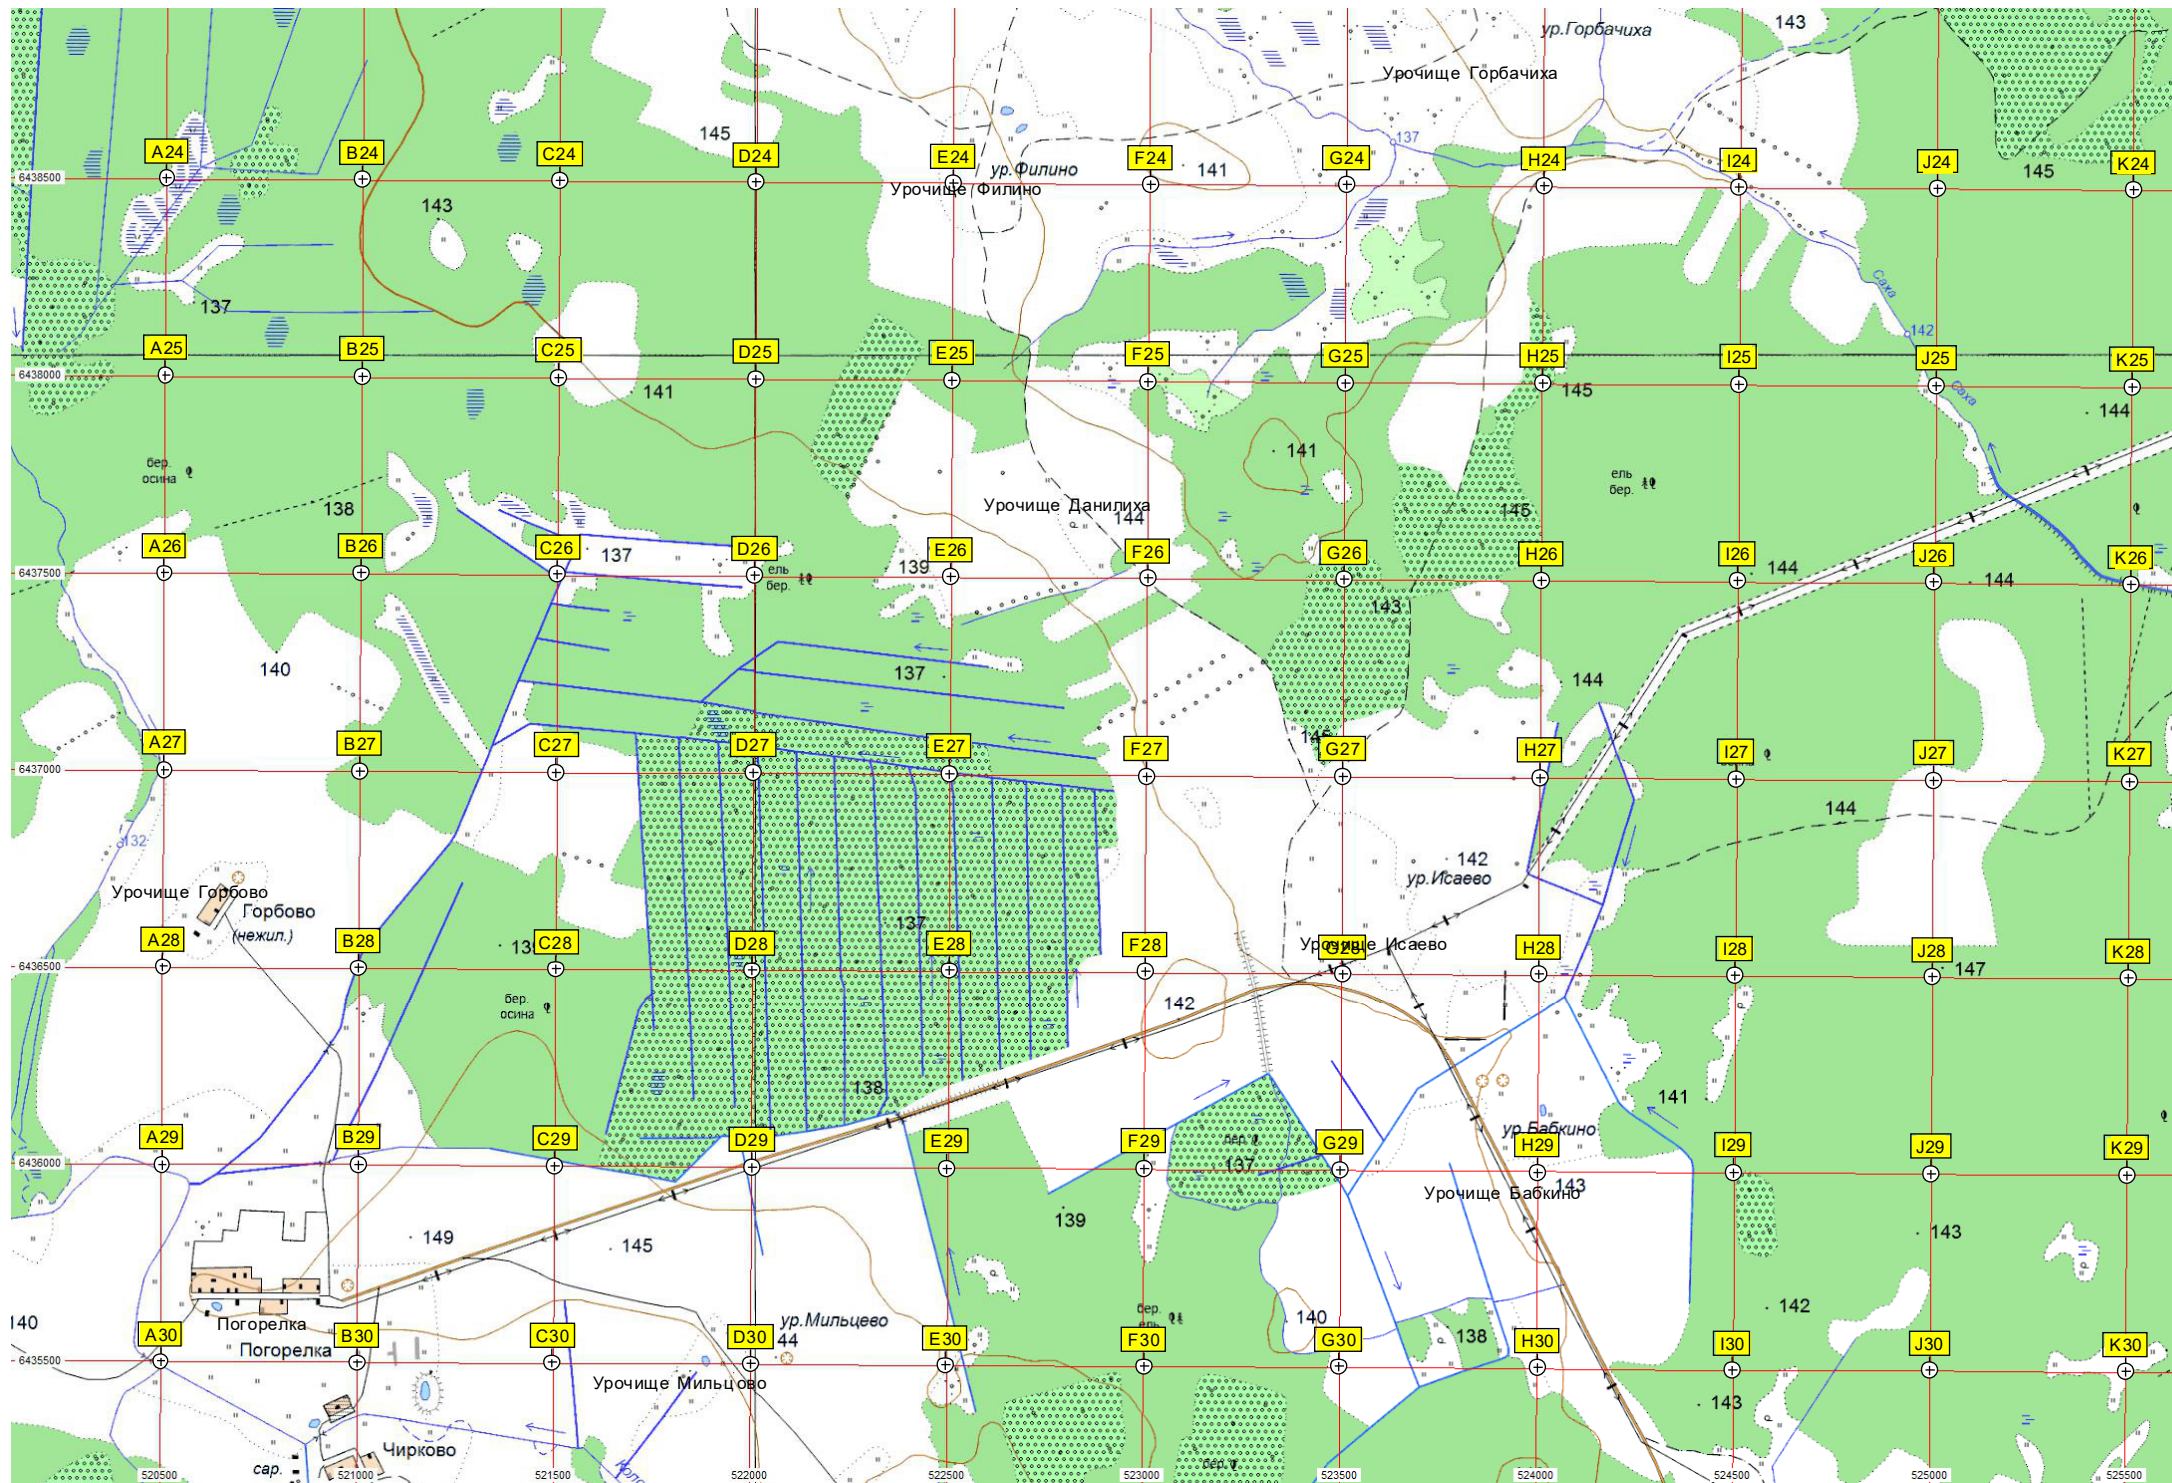 143
ур.Горбачиха
Урочище Горбачиха
145
137
A24 B24 C24 D24 E24 F24 G24 H24 I24 J24 K24
ур.Филино
141
145
6438500
Урочище Филино
143
Саха
137
142
A25 B25 C25 D25 E25 F25 G25 H25 I25 J25 K25
6438000
141
145
Саха
144
141
бер.
осина
ель
бер.
138
Урочище Данилиха
144
145
A26 B26 C26 D26 E26 F26 G26 H26 I26 J26 K26
137
139
144
144
6437500
ель
бер.
143
140
137
144
A27 B27 C27 D27 E27 F27 G27 H27 I27 J27 K27
6437000
144
132
142
ур.Исаево
Урочище Горбово
Горбово
(нежил.)
137
A28 B28 C28 D28 E28 F28 G28 H28 I28 J28 K28
Урочище Исаево
6436500
147
бер.
осина
142
138
141
ур.Бабкино
A29 B29 C29 D29 E29 F29 G29 H29 I29 J29 K29
бер.
6436000
137
Урочище Бабкино
143
139
149
145
143
142
140
Погорелка
ур.Мильцево
бер.
140
138
A30 B30 C30 D30 E30 F30 G30 H30 I30 J30 K30
44
Погорелка
6435500
Урочище Мильцово
143
Чирково
сар.
бер.
520500 521000 521500 522000 522500 523000 523500 524000 524500 525000 525500